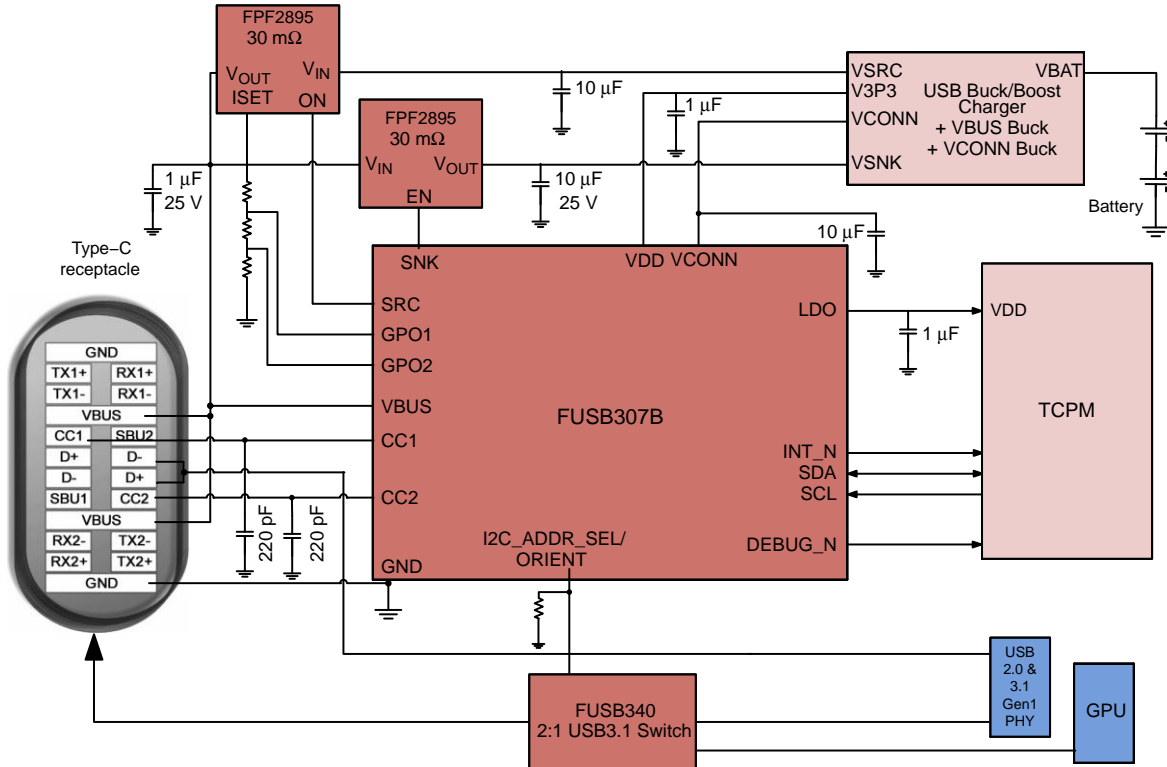 FPF2895
30 mΩ
VOUT
VIN
ISET
ON
FPF2895
30 mΩ
VIN
VOUT
EN
10 μF
1 μF
VSRC
VBAT
V3P3
USB Buck/Boost
Charger
VCONN
+ VBUS Buck
+ VCONN Buck
VSNK
1 μF
25 V
10 μF
25 V
Battery
10 μF
Type−C
receptacle
SNK
VDD
VCONN
SRC
LDO
GPO1
GPO2
VBUS
FUSB307B
CC1
CC2
INT_N
SDA
SCL
I2C_ADDR_SEL/
ORIENT
DEBUG_N
GND
1 μF
VDD
TCPM
GND
TX1+ RX1+
TX1- RX1-
VBUS
CC1 SBU2
D+ D-
D- D+
SBU1 CC2
VBUS
RX2- TX2-
RX2+ TX2+
GND
220 pF
220 pF
FUSB340
2:1 USB3.1 Switch
USB
2.0 &
3.1
Gen1
PHY
GPU